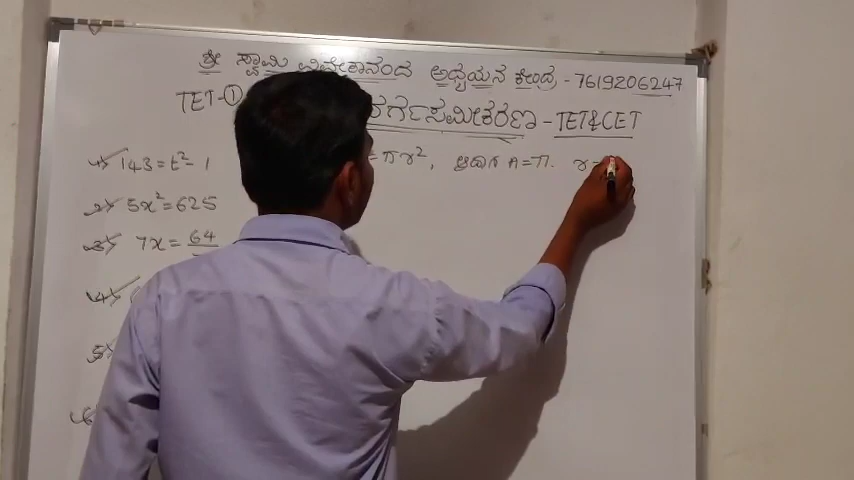 ಶ್ರೀ ಸ್ವಾಮಿ ವಿವೇಕಾನಂದ ಅಧ್ಯಯನ ಕೇಂದ್ರ - 7619206247
TET-① ವರ್ಗಸಮೀಕರಣ - TET&CET
1) 143=t²-1
=πr², ಆದಾಗ A=π. r=
2) 5x²=625
3) 7x= 64
4)
5)